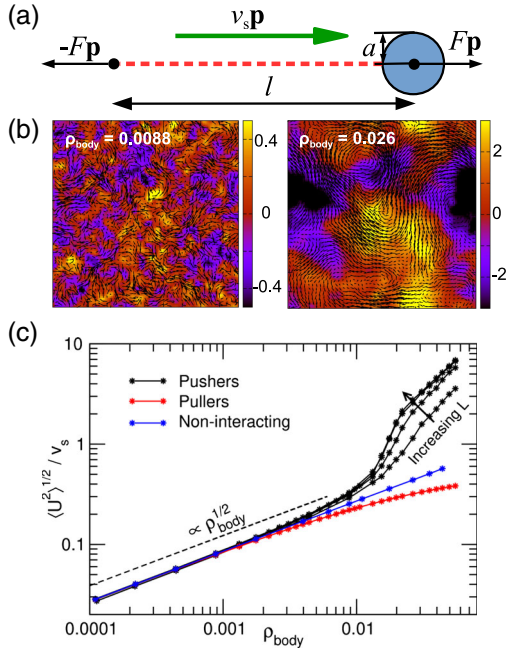 (a)
v_s p
a
-Fp
Fp
l
(b)
ρ_body = 0.0088
ρ_body = 0.026
0.4
0
-0.4
2
0
-2
(c)
10
1
0.1
⟨U²⟩^1/2 / v_s
Pushers
Pullers
Non-interacting
∝ ρ_body^1/2
Increasing L
0.0001
0.001
0.01
ρ_body